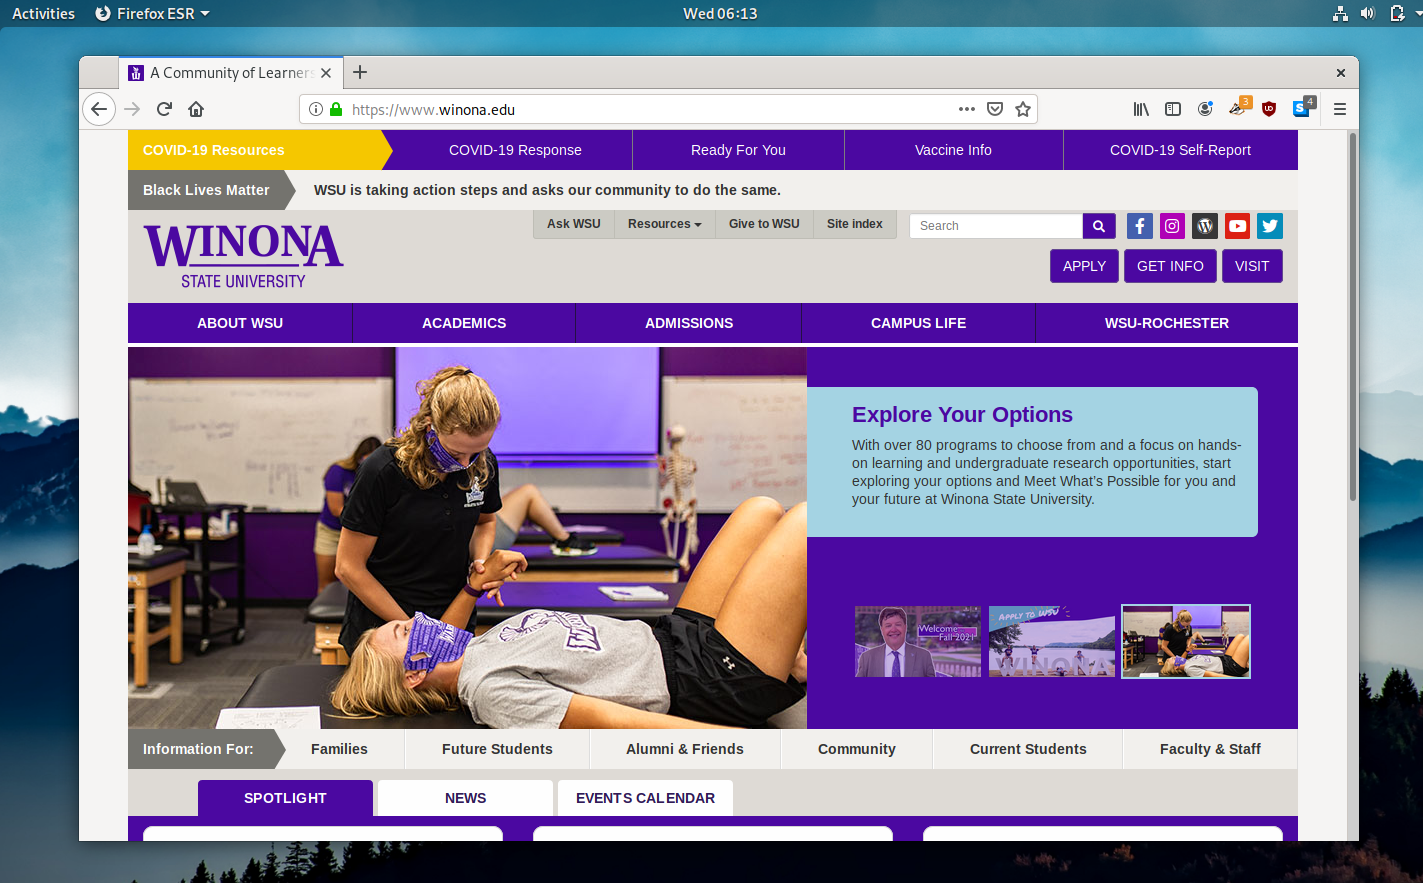 Activities Firefox ESR Wed 06:13
A Community of Learners
https://www.winona.edu 3 4
COVID-19 Resources COVID-19 Response Ready For You Vaccine Info COVID-19 Self-Report
Black Lives Matter WSU is taking action steps and asks our community to do the same.
Ask WSU Resources Give to WSU Site index Search
WINONA
STATE UNIVERSITY
APPLY GET INFO VISIT
ABOUT WSU ACADEMICS ADMISSIONS CAMPUS LIFE WSU-ROCHESTER
Explore Your Options
With over 80 programs to choose from and a focus on hands-
on learning and undergraduate research opportunities, start
exploring your options and Meet What's Possible for you and
your future at Winona State University.
Welcome
Fall 2021
APPLY TO WSU
WINONA
Information For: Families Future Students Alumni & Friends Community Current Students Faculty & Staff
SPOTLIGHT NEWS EVENTS CALENDAR